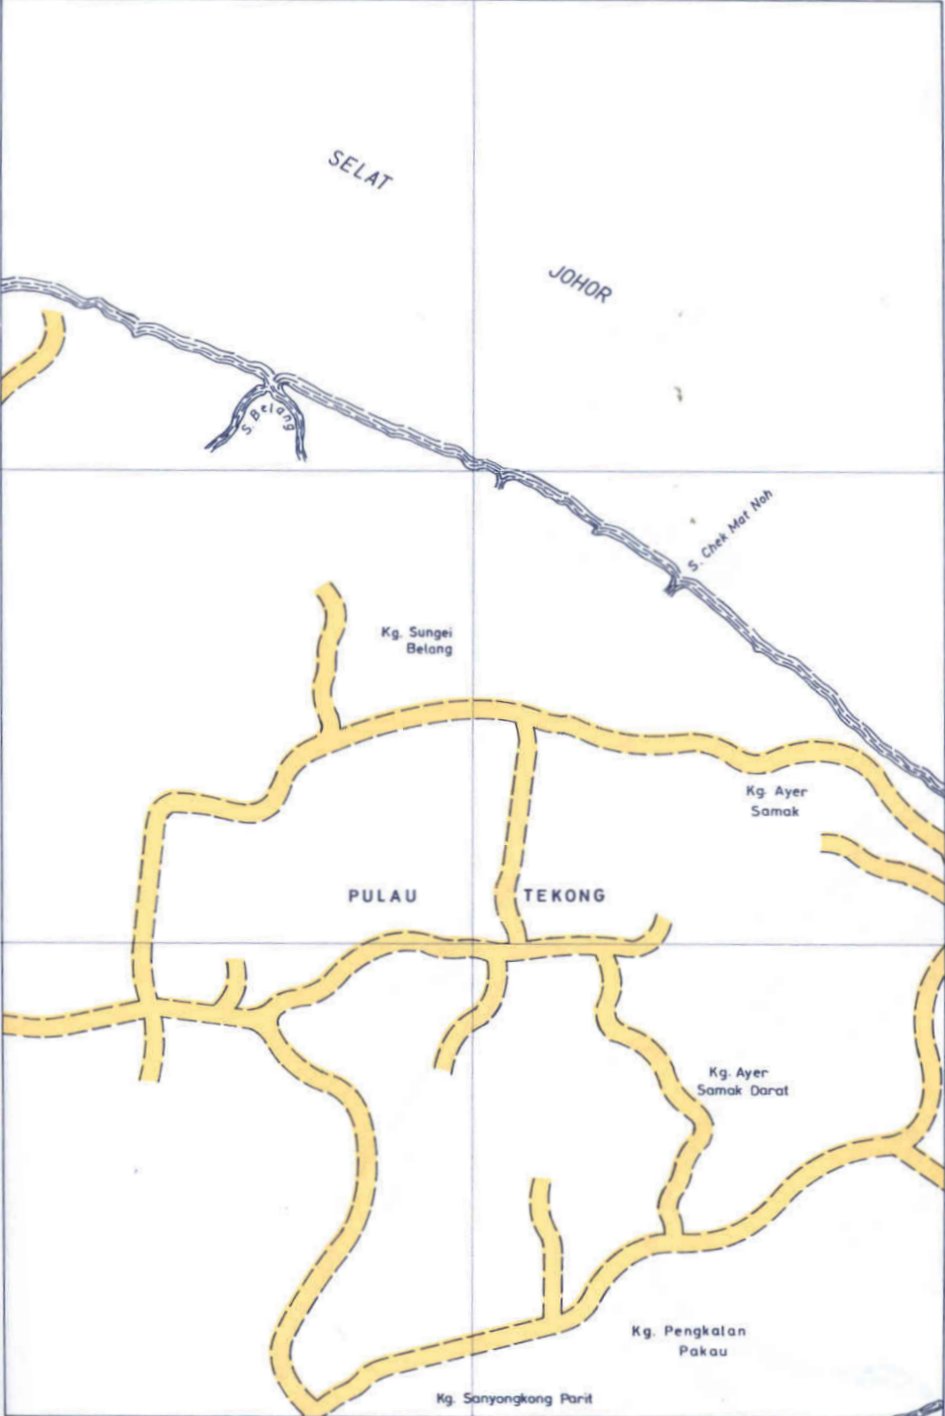 SELAT
JOHOR
S. Belang
S. Chek Mat Noh
Kg. Sungei
Belang
Kg. Ayer
Samak
PULAU TEKONG
Kg. Ayer
Samak Darat
Kg. Pengkalan
Pakau
Kg. Sanyongkong Parit